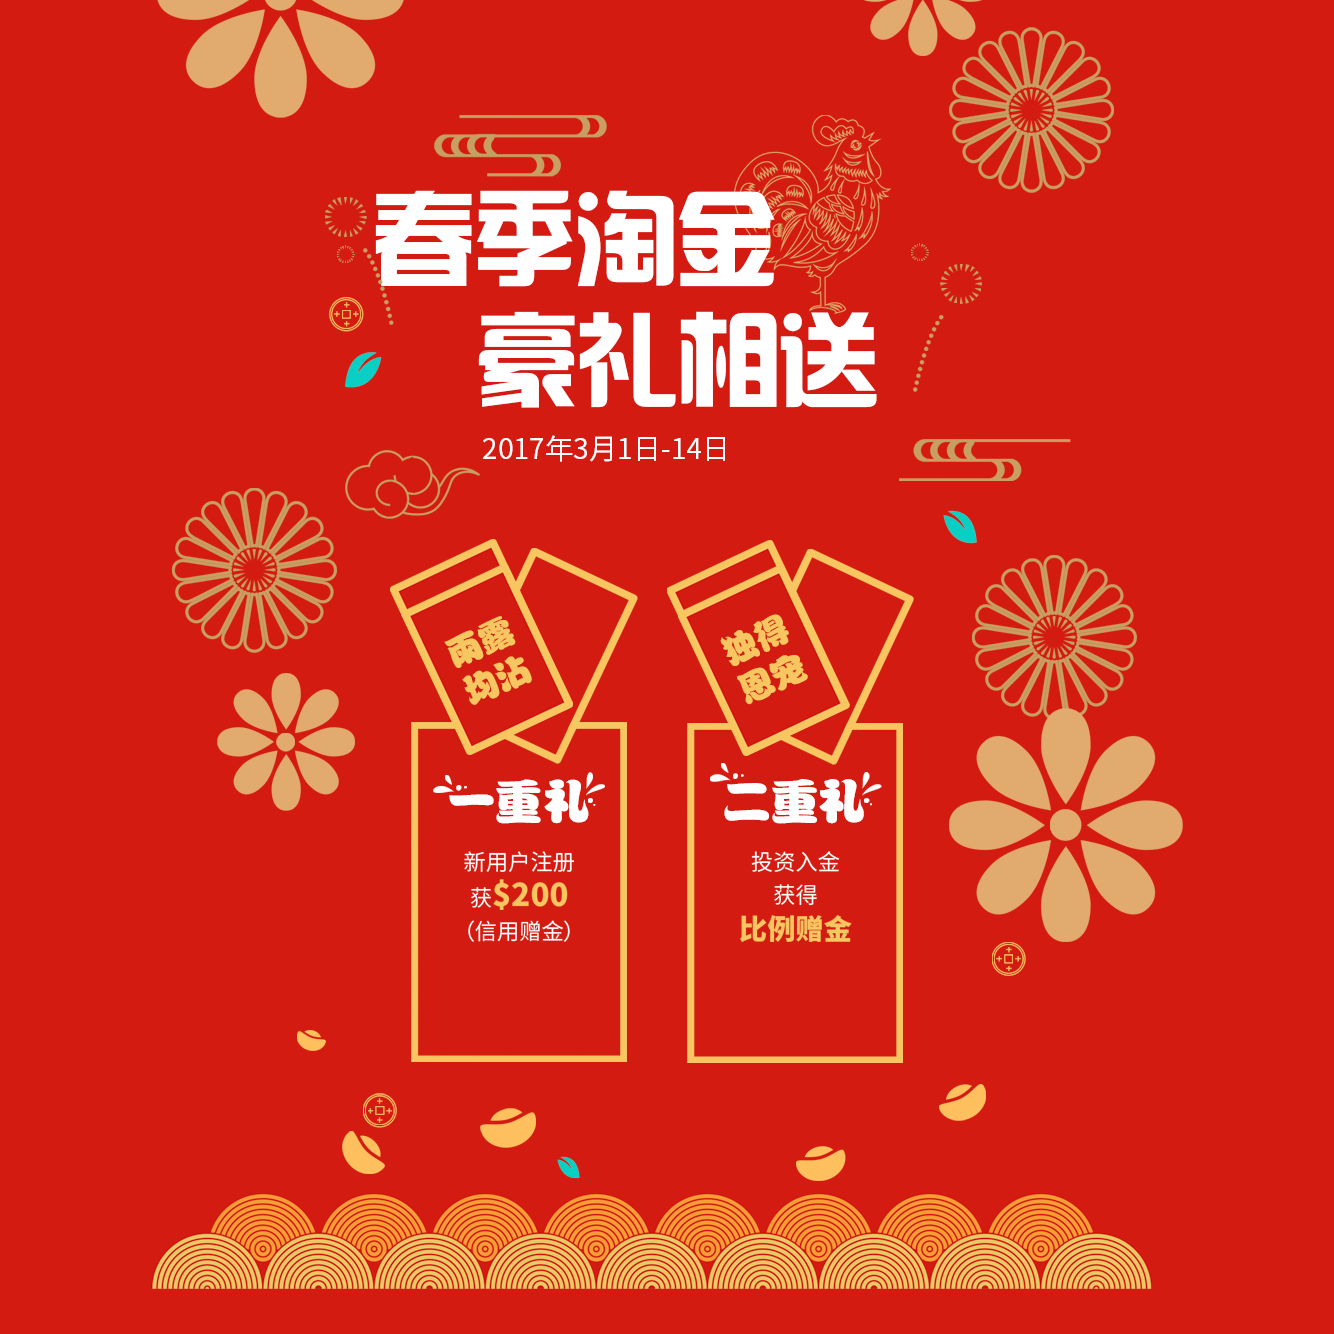 春季淘金
豪礼相送
2017年3月1日-14日
雨露
均沾
一重礼
新用户注册
获$200
（信用赠金）
独得
恩宠
二重礼
投资入金
获得
比例赠金